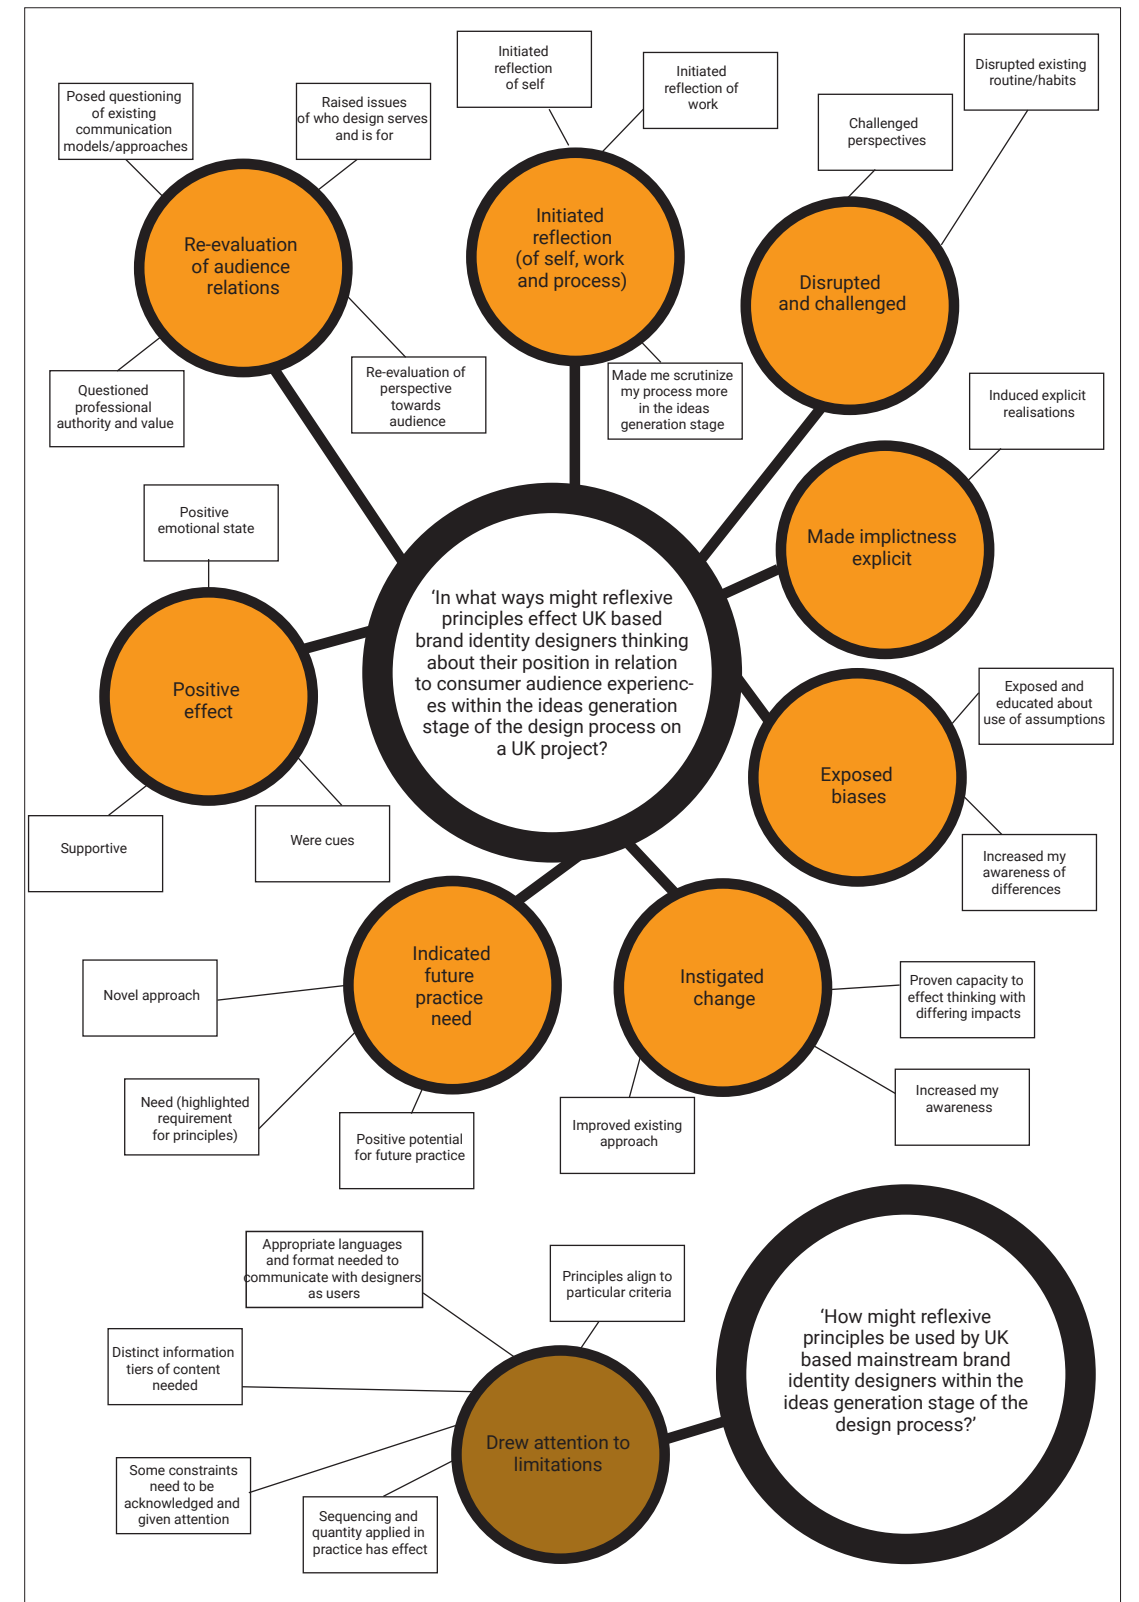 Initiated
reflection
of self
Initiated
reflection of
work
Disrupted existing
routine/habits
Posed questioning
of existing
communication
models/approaches
Raised issues
of who design serves
and is for
Challenged
perspectives
Re-evaluation
of audience
relations
Initiated
reflection
(of self, work
and process)
Disrupted
and challenged
Questioned
professional
authority and value
Re-evaluation of
perspective
towards
audience
Made me scrutinize
my process more
in the ideas
generation stage
Induced explicit
realisations
Positive
emotional state
Made implictness
explicit
'In what ways might reflexive
principles effect UK based
brand identity designers thinking
about their position in relation
to consumer audience experienc-
es within the ideas generation
stage of the design process on
a UK project?
Positive
effect
Exposed and
educated about
use of assumptions
Exposed
biases
Supportive
Were cues
Increased my
awareness of
differences
Indicated
future
practice
need
Instigated
change
Novel approach
Proven capacity to
effect thinking with
differing impacts
Need (highlighted
requirement
for principles)
Positive potential
for future practice
Improved existing
approach
Increased my
awareness
Appropriate languages
and format needed to
communicate with designers
as users
Principles align to
particular criteria
Distinct information
tiers of content
needed
'How might reflexive
principles be used by UK
based mainstream brand
identity designers within the
ideas generation stage of the
design process?'
Drew attention to
limitations
Some constraints
need to be
acknowledged and
given attention
Sequencing and
quantity applied in
practice has effect